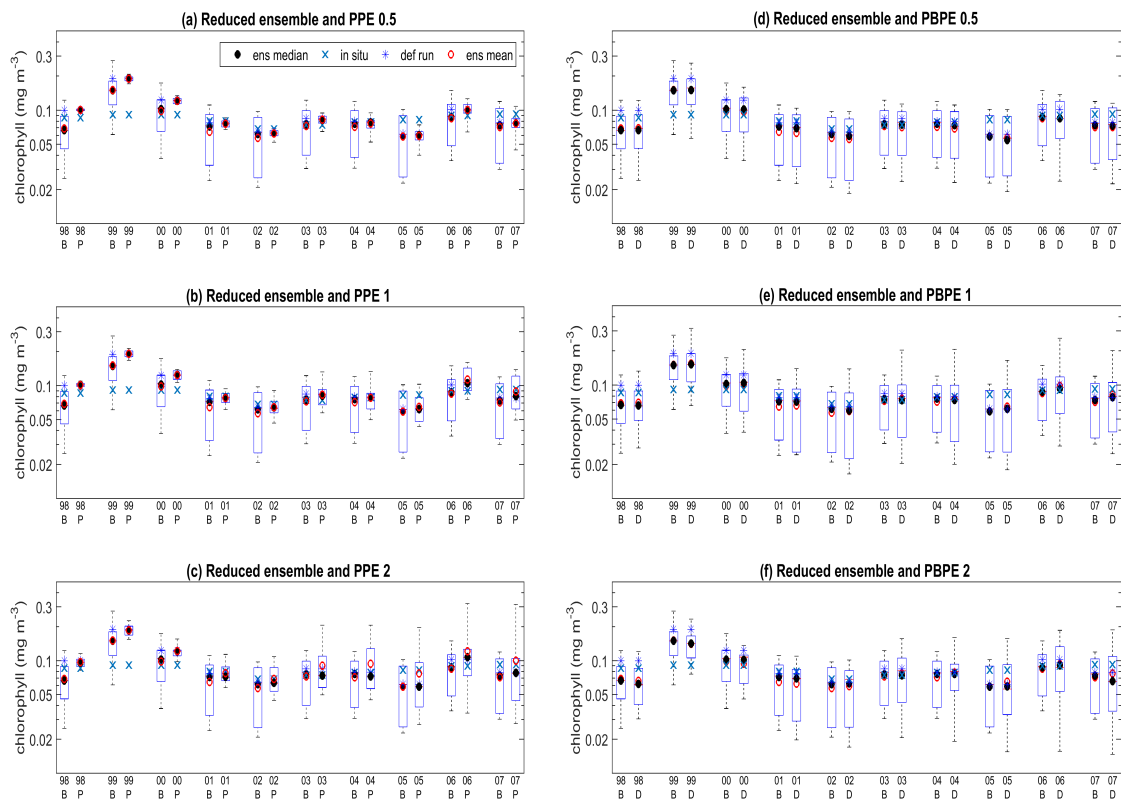 (a) Reduced ensemble and PPE 0.5
chlorophyll (mg m⁻³)
0.3
0.1
0.05
0.02
ens median in situ def run ens mean
98 98 99 99 00 00 01 01 02 02 03 03 04 04 05 05 06 06 07 07
B P B P B P B P B P B P B P B P B P B P
(d) Reduced ensemble and PBPE 0.5
chlorophyll (mg m⁻³)
0.3
0.1
0.05
0.02
98 98 99 99 00 00 01 01 02 02 03 03 04 04 05 05 06 06 07 07
B D B D B D B D B D B D B D B D B D B D
(b) Reduced ensemble and PPE 1
chlorophyll (mg m⁻³)
0.3
0.1
0.05
0.02
98 98 99 99 00 00 01 01 02 02 03 03 04 04 05 05 06 06 07 07
B P B P B P B P B P B P B P B P B P B P
(e) Reduced ensemble and PBPE 1
chlorophyll (mg m⁻³)
0.3
0.1
0.05
0.02
98 98 99 99 00 00 01 01 02 02 03 03 04 04 05 05 06 06 07 07
B D B D B D B D B D B D B D B D B D B D
(c) Reduced ensemble and PPE 2
chlorophyll (mg m⁻³)
0.3
0.1
0.05
0.02
98 98 99 99 00 00 01 01 02 02 03 03 04 04 05 05 06 06 07 07
B P B P B P B P B P B P B P B P B P B P
(f) Reduced ensemble and PBPE 2
chlorophyll (mg m⁻³)
0.3
0.1
0.05
0.02
98 98 99 99 00 00 01 01 02 02 03 03 04 04 05 05 06 06 07 07
B D B D B D B D B D B D B D B D B D B D